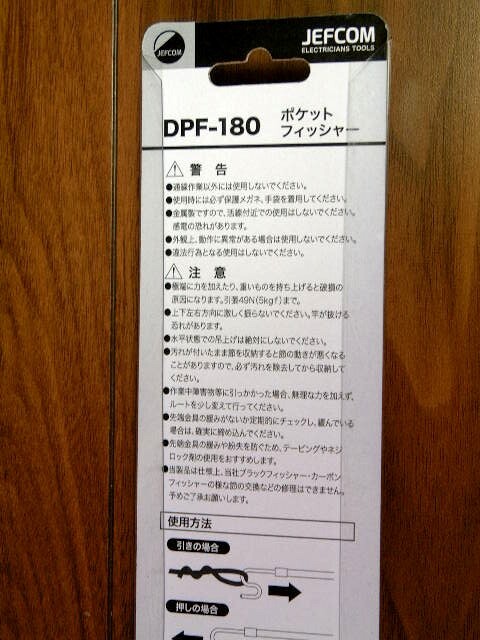 JEFCOM
JEFCOM
ELECTRICIANS TOOLS
DPF-180
ポケット
フィッシャー
警告
●通線作業以外には使用しないでください。
●使用時には必ず保護メガネ、手袋を着用してください。
●金属製ですので、活線付近での使用はしないでください。
感電の恐れがあります。
●外観上、動作に異常がある場合は使用しないでください。
●違法行為となる使用はしないでください。
注意
●極端に力を加えたり、重いものを持ち上げると破損の
原因になります。引張49N(5kgf)まで。
●上下左右方向に激しく振らないでください。竿が抜ける
恐れがあります。
●水平状態での吊上げは絶対にしないでください。
●汚れが付いたまま節を収納すると節の動きが悪くなる
ことがありますので、必ず汚れを除去してから収納して
ください。
●作業中障害物等に引っかかった場合、無理な力を加えず、
ルートを少し変えて行ってください。
●先端金具の緩みがないか定期的にチェックし、緩んでいる
場合は、確実に締め込んでください。
●先端金具の緩みや紛失を防ぐため、テーピングやネジ
ロック剤の使用をおすすめします。
●当製品は仕様上、当社ブラックフィッシャー・カーボン
フィッシャーの様な節の交換などの修理はできません。
予めご了承お願いします。
使用方法
引きの場合
押しの場合